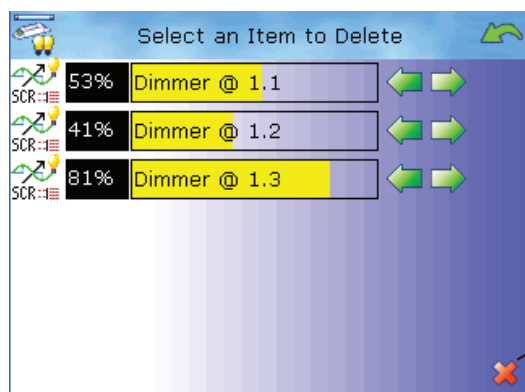 Select an Item to Delete
SCR 53% Dimmer @ 1.1
SCR 41% Dimmer @ 1.2
SCR 81% Dimmer @ 1.3